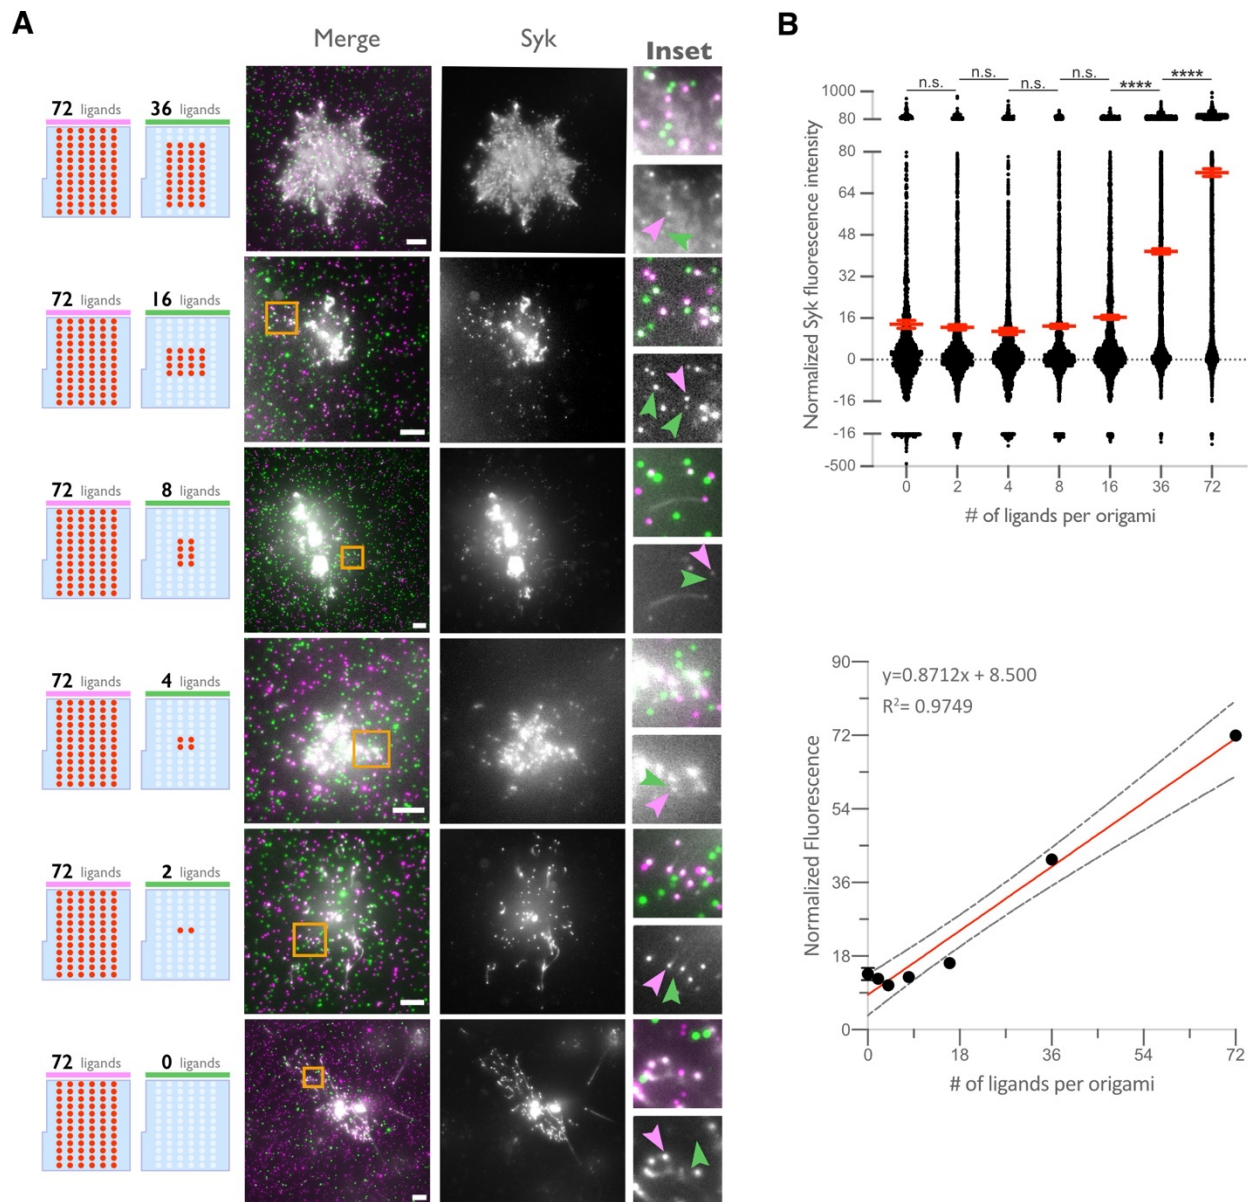 A
Merge
Syk
Inset
72 ligands
36 ligands
72 ligands
16 ligands
72 ligands
8 ligands
72 ligands
4 ligands
72 ligands
2 ligands
72 ligands
0 ligands
B
n.s.
n.s.
n.s.
n.s.
****
****
Normalized Syk fluorescence intensity
1000
80
80
64
48
32
16
0
-16
-16
-500
0 2 4 8 16 36 72
# of ligands per origami
y=0.8712x + 8.500
R²= 0.9749
Normalized Fluorescence
90
72
54
36
18
0
0 18 36 54 72
# of ligands per origami